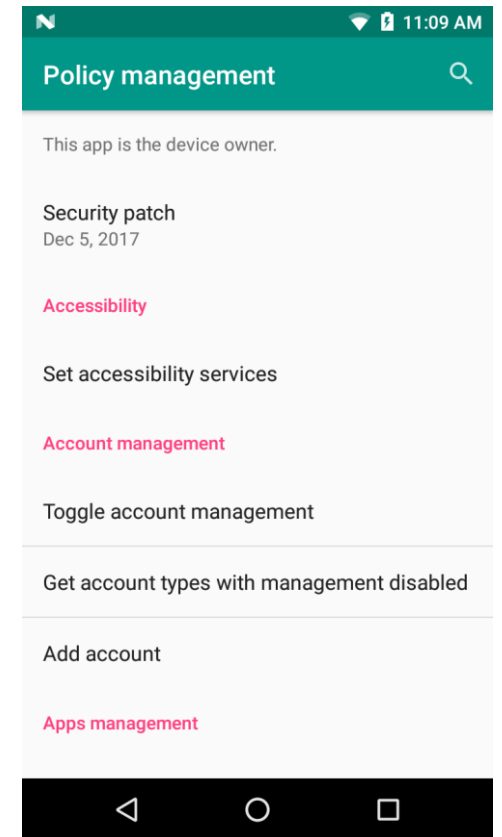 11:09 AM
Policy management
This app is the device owner.
Security patch
Dec 5, 2017
Accessibility
Set accessibility services
Account management
Toggle account management
Get account types with management disabled
Add account
Apps management